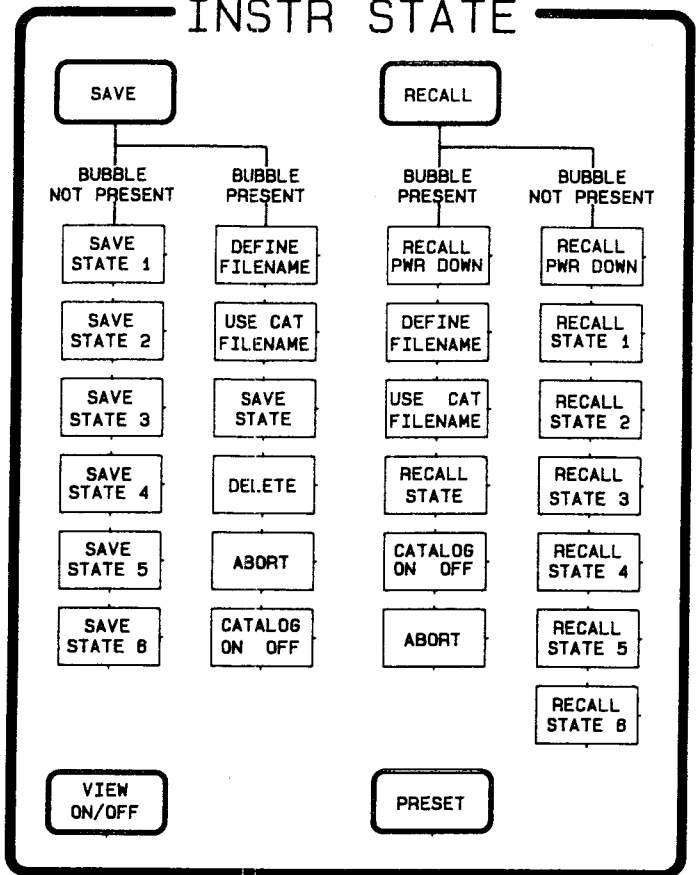 INSTR STATE
SAVE
BUBBLE
NOT PRESENT
SAVE
STATE 1
SAVE
STATE 2
SAVE
STATE 3
SAVE
STATE 4
SAVE
STATE 5
SAVE
STATE 6
BUBBLE
PRESENT
DEFINE
FILENAME
USE CAT
FILENAME
SAVE
STATE
DELETE
ABORT
CATALOG
ON OFF
RECALL
BUBBLE
PRESENT
RECALL
PWR DOWN
DEFINE
FILENAME
USE CAT
FILENAME
RECALL
STATE
CATALOG
ON OFF
ABORT
BUBBLE
NOT PRESENT
RECALL
PWR DOWN
RECALL
STATE 1
RECALL
STATE 2
RECALL
STATE 3
RECALL
STATE 4
RECALL
STATE 5
RECALL
STATE 6
VIEW
ON/OFF
PRESET